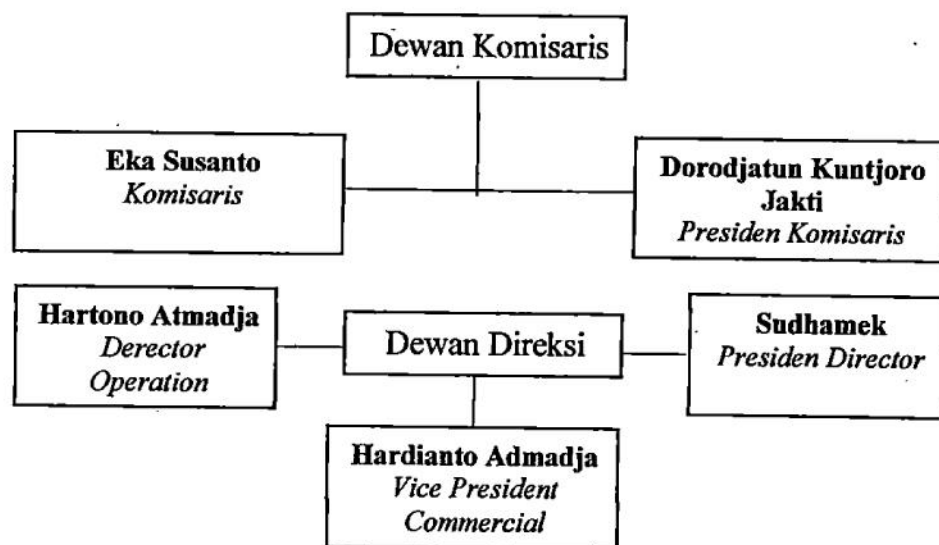 Dewan Komisaris
Eka Susanto
Komisaris
Dorodjatun Kuntjoro
Jakti
Presiden Komisaris
Hartono Atmadja
Derector
Operation
Dewan Direksi
Sudhamek
Presiden Director
Hardianto Admadja
Vice President
Commercial